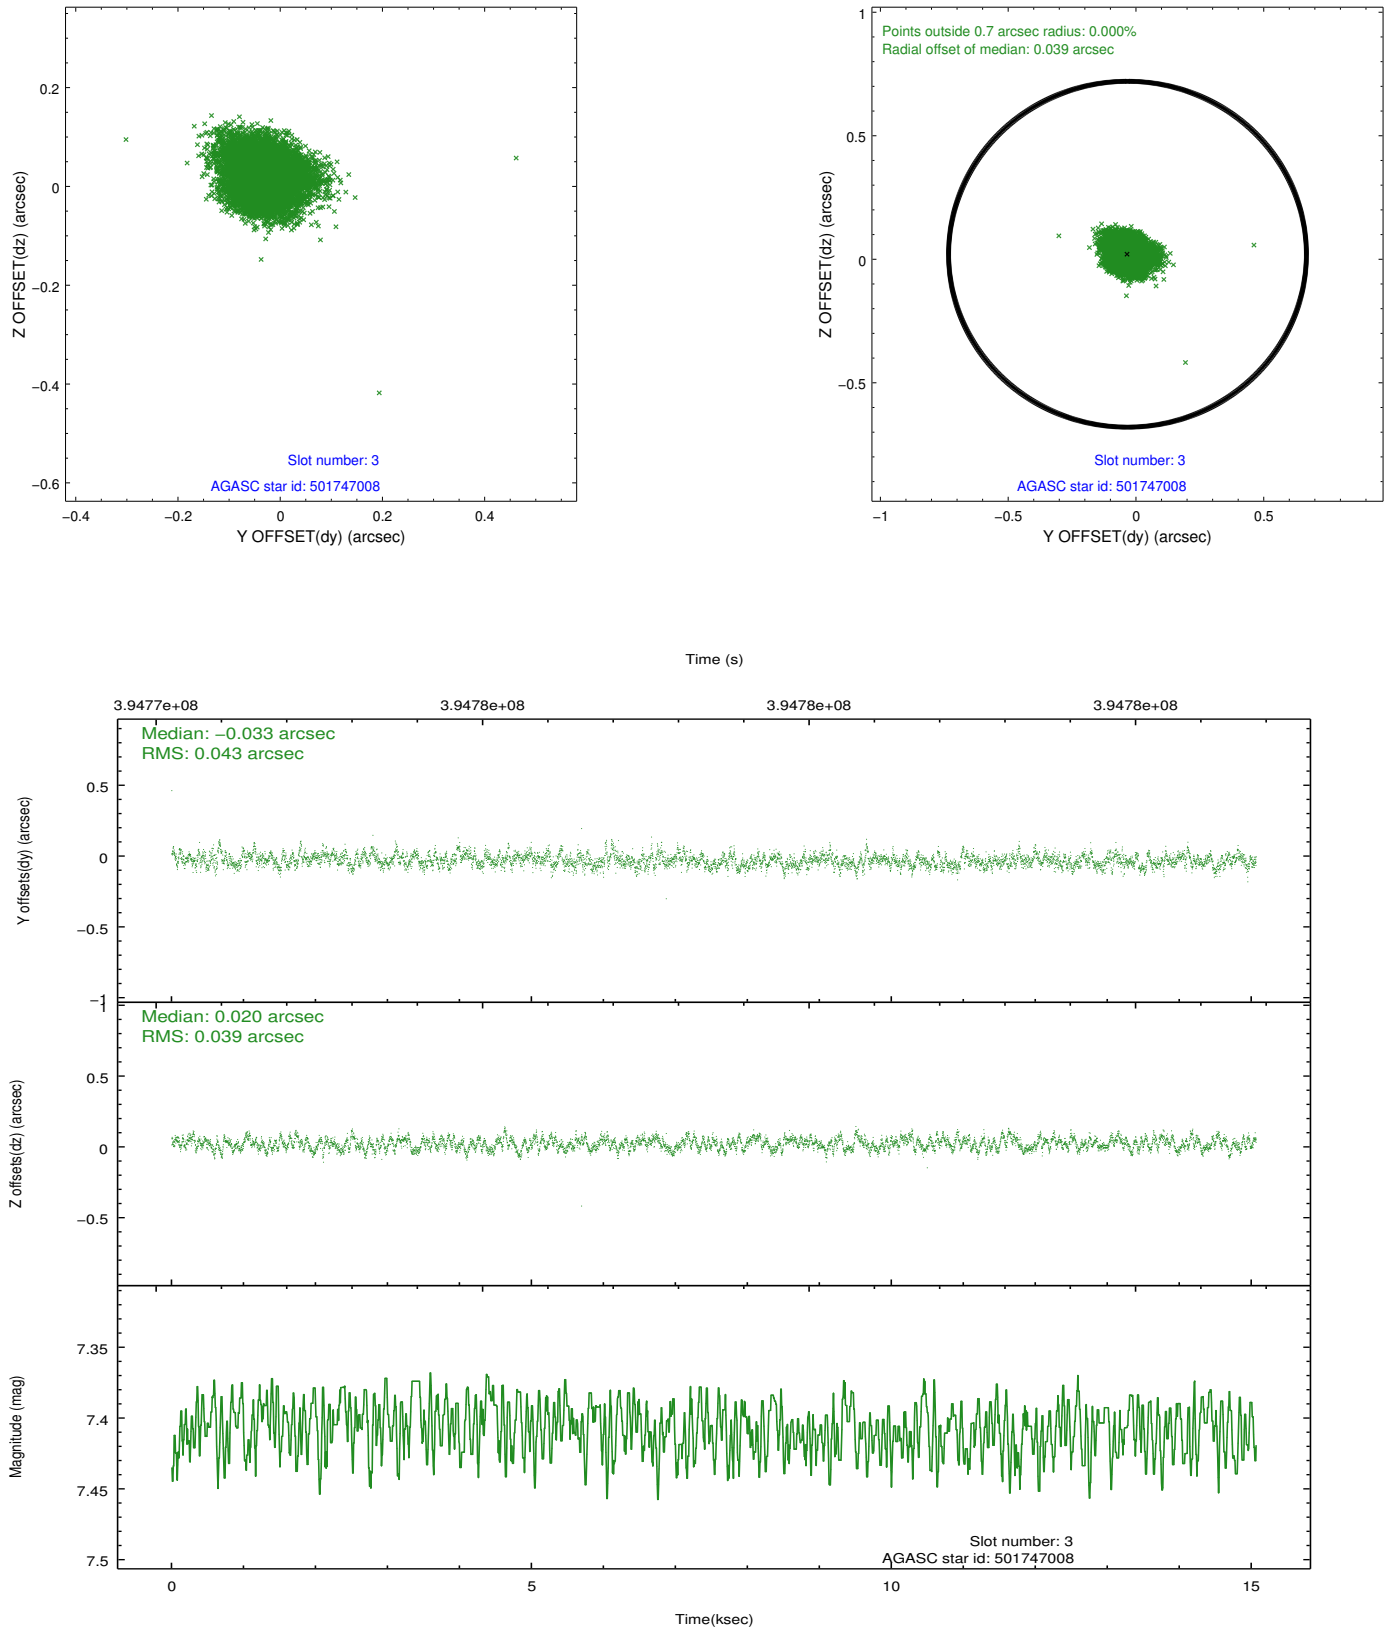 0.2
0
−0.2
−0.4
−0.6
Z OFFSET(dz) (arcsec)
Slot number: 3
AGASC star id: 501747008
−0.4
−0.2
0
0.2
0.4
Y OFFSET(dy) (arcsec)
1
0.5
0
−0.5
Z OFFSET(dz) (arcsec)
Points outside 0.7 arcsec radius: 0.000%
Radial offset of median: 0.039 arcsec
Slot number: 3
AGASC star id: 501747008
−1
−0.5
0
0.5
Y OFFSET(dy) (arcsec)
Time (s)
3.9477e+08
3.9478e+08
3.9478e+08
3.9478e+08
Median: −0.033 arcsec
RMS: 0.043 arcsec
0.5
0
−0.5
−1
Y offsets(dy) (arcsec)
Median: 0.020 arcsec
RMS: 0.039 arcsec
1
0.5
0
−0.5
Z offsets(dz) (arcsec)
7.35
7.4
7.45
7.5
Magnitude (mag)
Slot number: 3
AGASC star id: 501747008
0
5
10
15
Time(ksec)